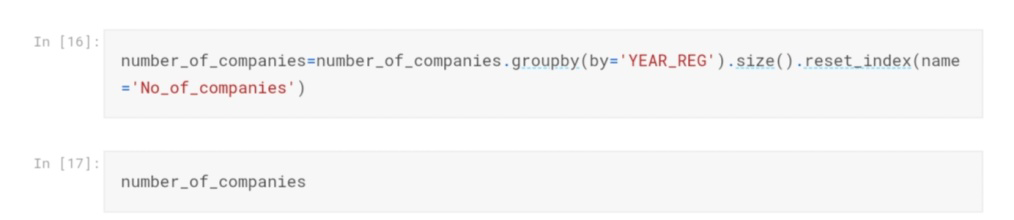 In [16]:
number_of_companies=number_of_companies.groupby(by='YEAR_REG').size().reset_index(name
='No_of_companies')
In [17]:
number_of_companies